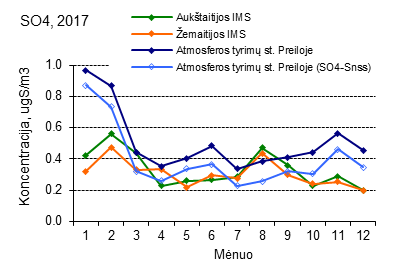 SO4, 2017
Aukštaitijos IMS
Žemaitijos IMS
Atmosferos tyrimų st. Preiloje
Atmosferos tyrimų st. Preiloje (SO4-Snss)
Koncentracija, ugS/m3
1.0
0.8
0.6
0.4
0.2
0.0
1 2 3 4 5 6 7 8 9 10 11 12
Mėnuo